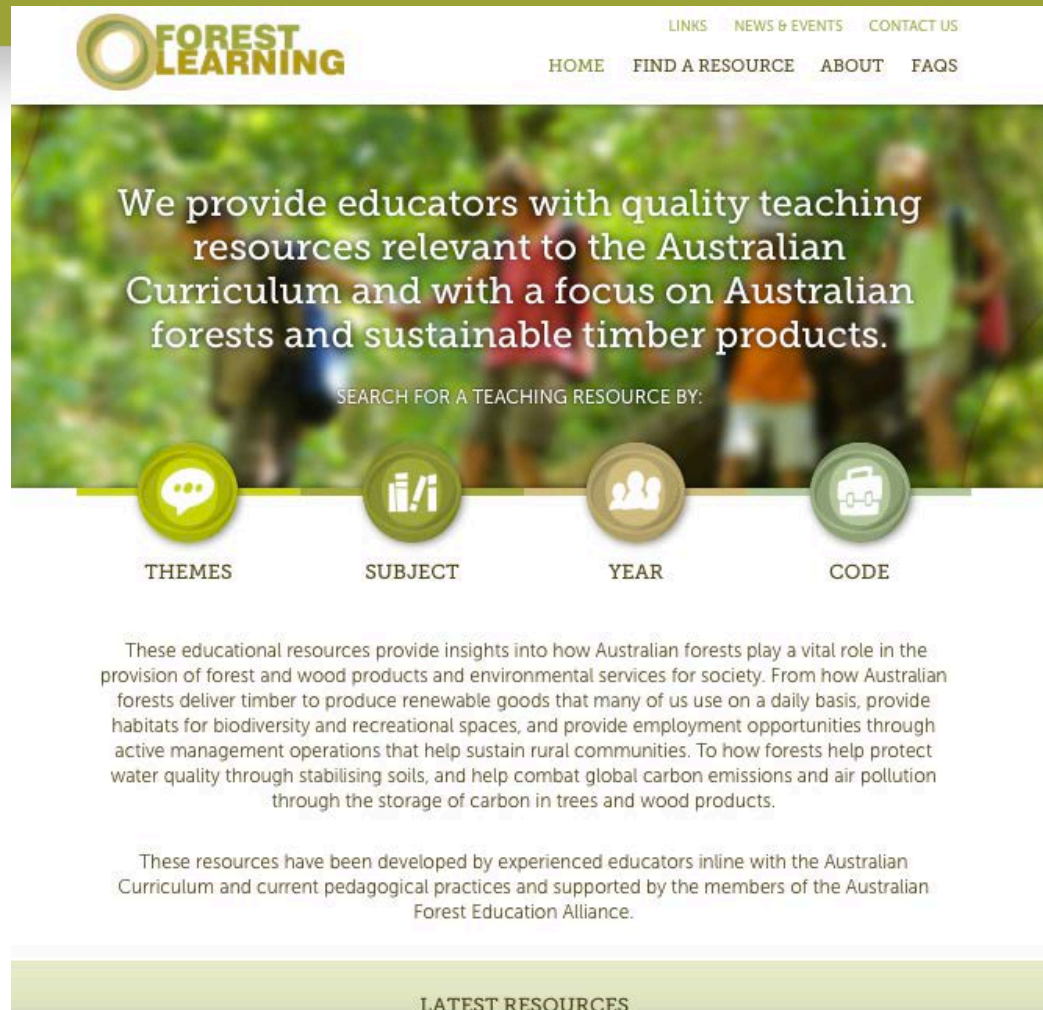 FOREST
LEARNING
LINKS NEWS & EVENTS CONTACT US
HOME FIND A RESOURCE ABOUT FAQS
We provide educators with quality teaching
resources relevant to the Australian
Curriculum and with a focus on Australian
forests and sustainable timber products.
SEARCH FOR A TEACHING RESOURCE BY:
THEMES SUBJECT YEAR CODE
These educational resources provide insights into how Australian forests play a vital role in the
provision of forest and wood products and environmental services for society. From how Australian
forests deliver timber to produce renewable goods that many of us use on a daily basis, provide
habitats for biodiversity and recreational spaces, and provide employment opportunities through
active management operations that help sustain rural communities. To how forests help protect
water quality through stabilising soils, and help combat global carbon emissions and air pollution
through the storage of carbon in trees and wood products.
These resources have been developed by experienced educators inline with the Australian
Curriculum and current pedagogical practices and supported by the members of the Australian
Forest Education Alliance.
LATEST RESOURCES